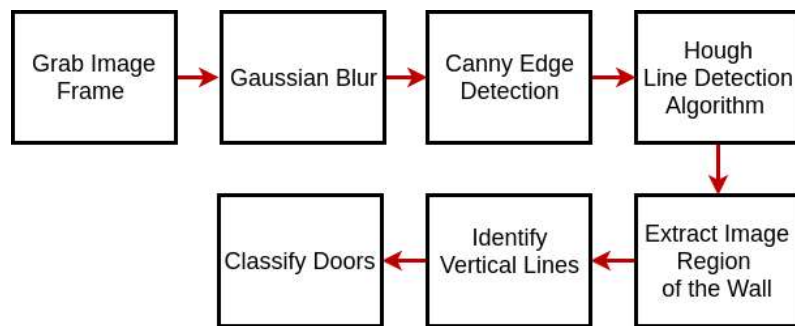 Grab Image
Frame
Gaussian Blur
Canny Edge
Detection
Hough
Line Detection
Algorithm
Extract Image
Region
of the Wall
Identify
Vertical Lines
Classify Doors